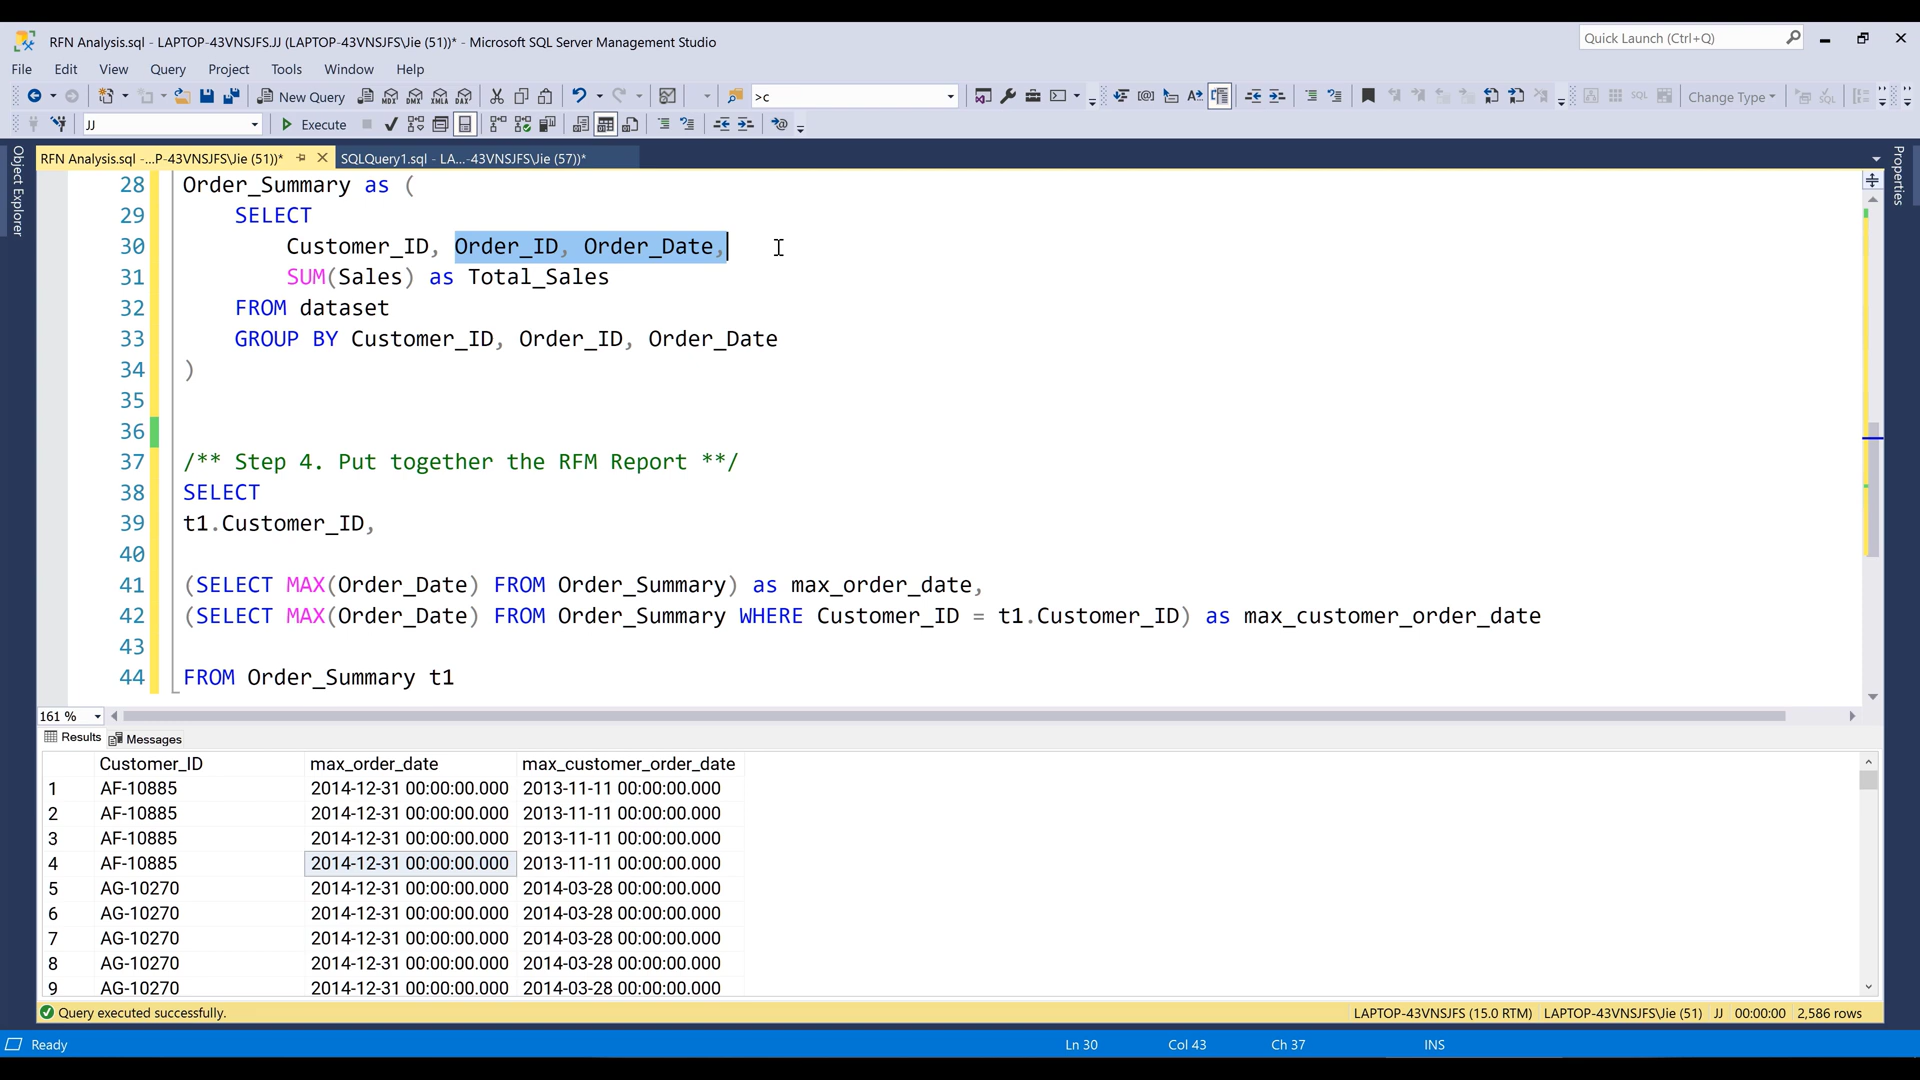 RFN Analysis.sql - LAPTOP-43VNSJFS.JJ (LAPTOP-43VNSJFS\Jie (51))* - Microsoft SQL Server Management Studio
Quick Launch (Ctrl+Q)
File Edit View Query Project Tools Window Help
New Query
MDX DMX XMLA DAX
>c
Change Type
JJ
Execute
RFN Analysis.sql -...P-43VNSJFS\Jie (51))*
SQLQuery1.sql - LA...-43VNSJFS\Jie (57))*
Object Explorer
Properties
28 Order_Summary as (
29 SELECT
30 Customer_ID, Order_ID, Order_Date,
31 SUM(Sales) as Total_Sales
32 FROM dataset
33 GROUP BY Customer_ID, Order_ID, Order_Date
34 )
35
36
37 /** Step 4. Put together the RFM Report **/
38 SELECT
39 t1.Customer_ID,
40
41 (SELECT MAX(Order_Date) FROM Order_Summary) as max_order_date,
42 (SELECT MAX(Order_Date) FROM Order_Summary WHERE Customer_ID = t1.Customer_ID) as max_customer_order_date
43
44 FROM Order_Summary t1
161 %
Results Messages
Customer_ID max_order_date max_customer_order_date
1 AF-10885 2014-12-31 00:00:00.000 2013-11-11 00:00:00.000
2 AF-10885 2014-12-31 00:00:00.000 2013-11-11 00:00:00.000
3 AF-10885 2014-12-31 00:00:00.000 2013-11-11 00:00:00.000
4 AF-10885 2014-12-31 00:00:00.000 2013-11-11 00:00:00.000
5 AG-10270 2014-12-31 00:00:00.000 2014-03-28 00:00:00.000
6 AG-10270 2014-12-31 00:00:00.000 2014-03-28 00:00:00.000
7 AG-10270 2014-12-31 00:00:00.000 2014-03-28 00:00:00.000
8 AG-10270 2014-12-31 00:00:00.000 2014-03-28 00:00:00.000
9 AG-10270 2014-12-31 00:00:00.000 2014-03-28 00:00:00.000
Query executed successfully.
LAPTOP-43VNSJFS (15.0 RTM) LAPTOP-43VNSJFS\Jie (51) JJ 00:00:00 2,586 rows
Ready
Ln 30 Col 43 Ch 37 INS